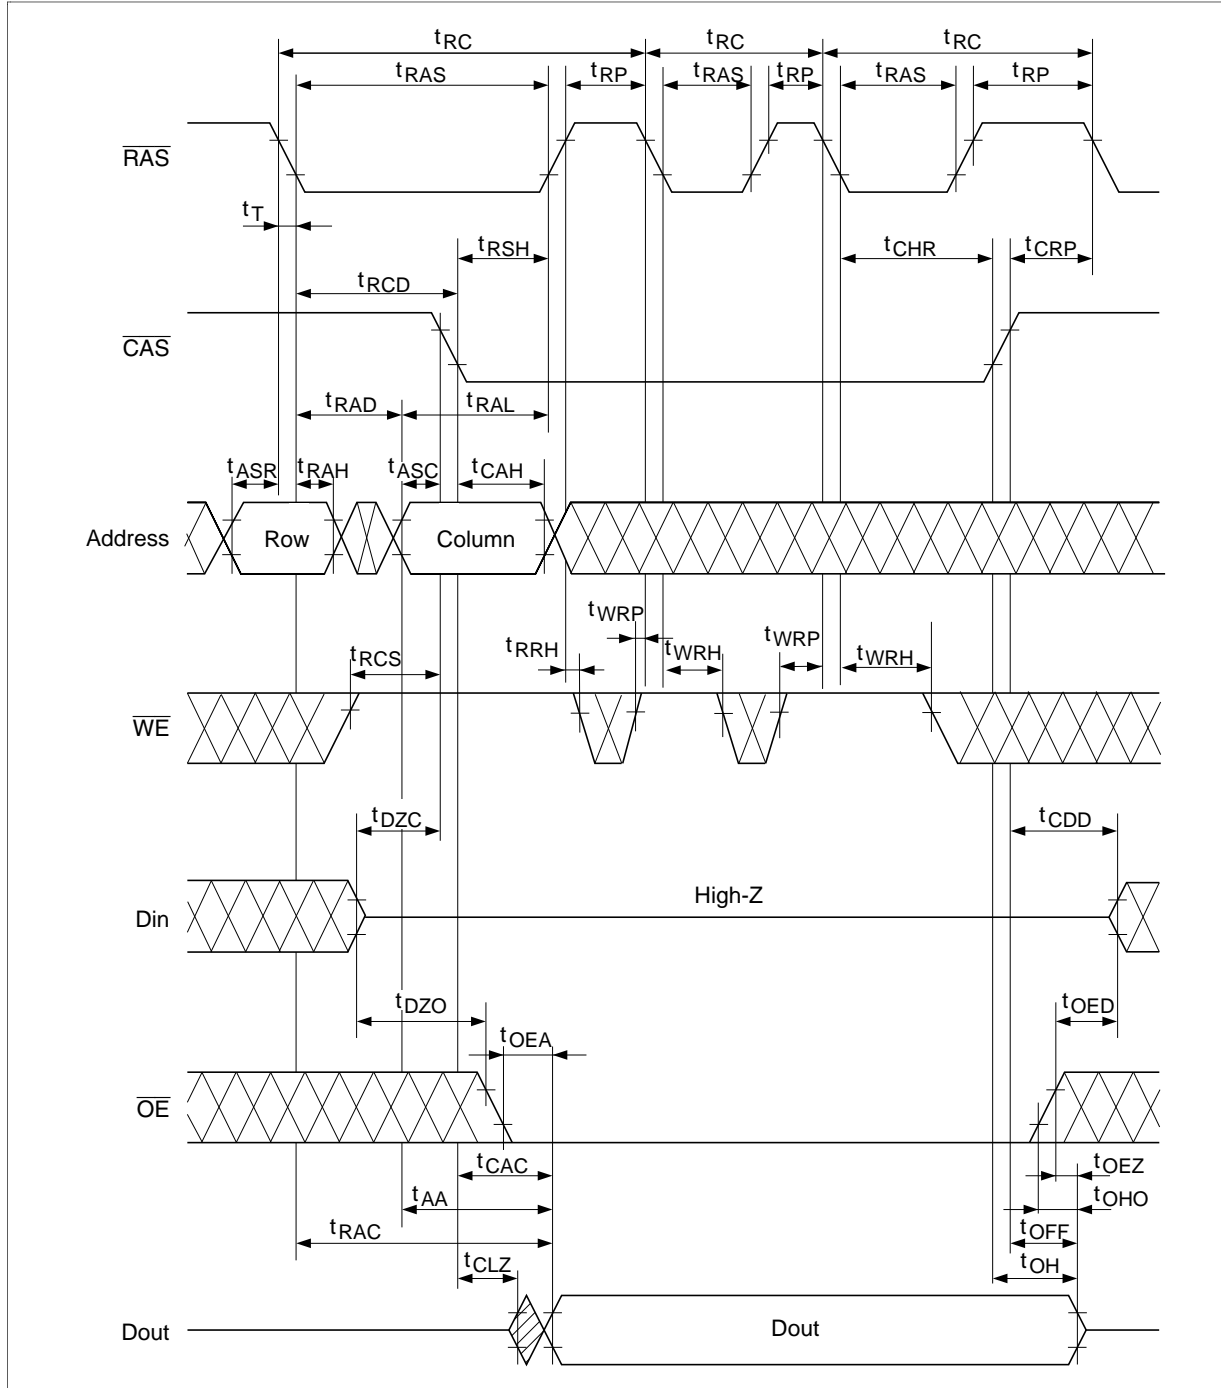 tRC tRC tRC
tRAS tRP tRAS tRP tRAS tRP
RAS
tT
tRSH tCHR tCRP
tRCD
CAS
tRAD tRAL
tASR tRAH tASC tCAH
Address Row Column
tWRP
tRRH tWRH tWRP tWRH
tRCS
WE
tDZC tCDD
High-Z
Din
tDZO tOED
tOEA
OE
tCAC tOEZ
tAA tOHO
tRAC tOFF
tCLZ tOH
Dout Dout